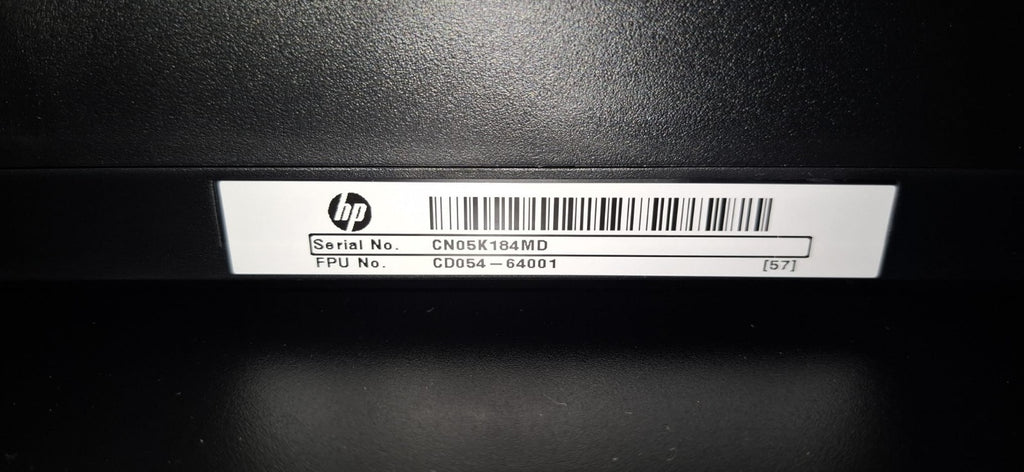 hp
Serial No. CN05K184MD
FPU No. CD054-64001 [57]